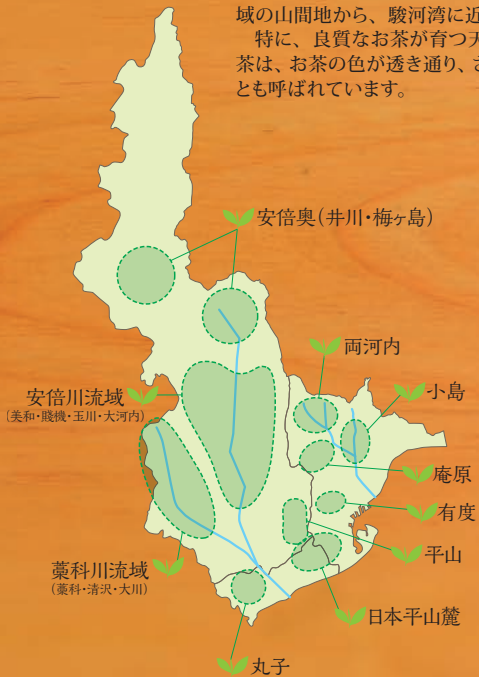 域の山間地から、駿河湾に近
特に、良質なお茶が育つ天
茶は、お茶の色が透き通り、さ
とも呼ばれています。
安倍奥(井川・梅ヶ島)
両河内
安倍川流域
(美和・賤機・玉川・大河内)
小島
庵原
有度
平山
藁科川流域
(藁科・清沢・大川)
日本平山麓
丸子